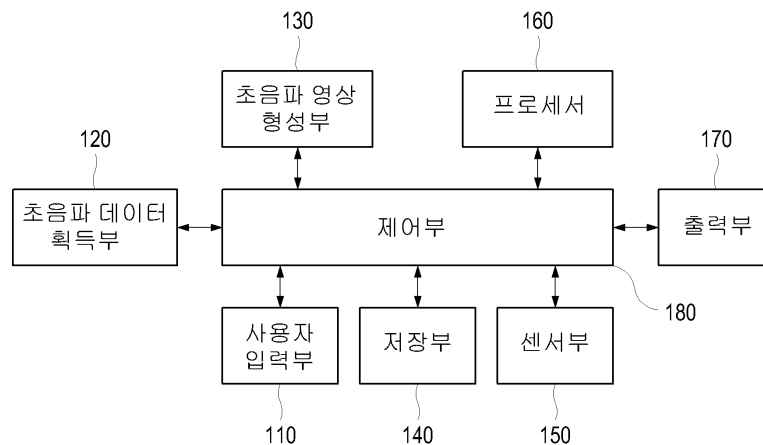 130
160
초음파 영상
형성부
프로세서
120
170
초음파 데이터
획득부
제어부
출력부
180
사용자
입력부
저장부
센서부
110
140
150